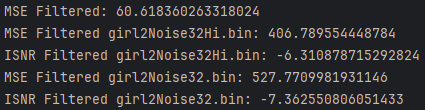 MSE Filtered: 60.618360263318024
MSE Filtered girl2Noise32Hi.bin: 406.789554448784
ISNR Filtered girl2Noise32Hi.bin: -6.310878715292824
MSE Filtered girl2Noise32.bin: 527.7709981931146
ISNR Filtered girl2Noise32.bin: -7.362550806051433